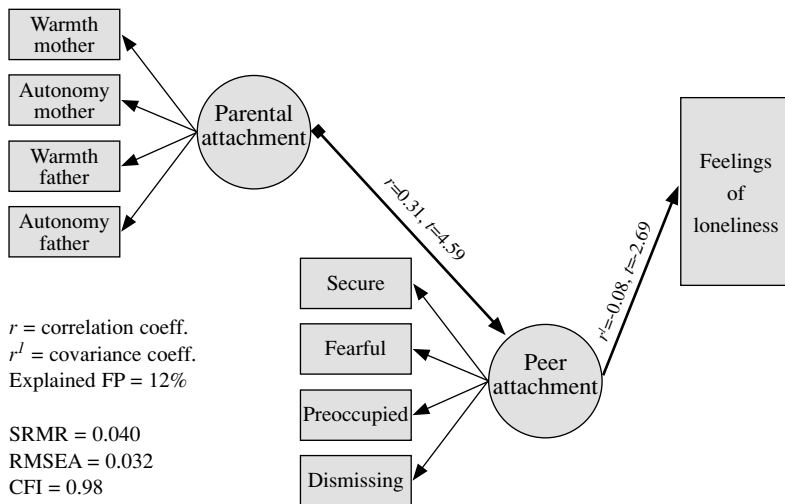 Warmth
mother
Autonomy
mother
Warmth
father
Autonomy
father
Parental
attachment
r=0.31, t=4.59
Feelings
of
loneliness
r¹=-0.08, t=-2.69
Secure
Fearful
Preoccupied
Dismissing
Peer
attachment
r = correlation coeff.
r¹ = covariance coeff.
Explained FP = 12%
SRMR = 0.040
RMSEA = 0.032
CFI = 0.98